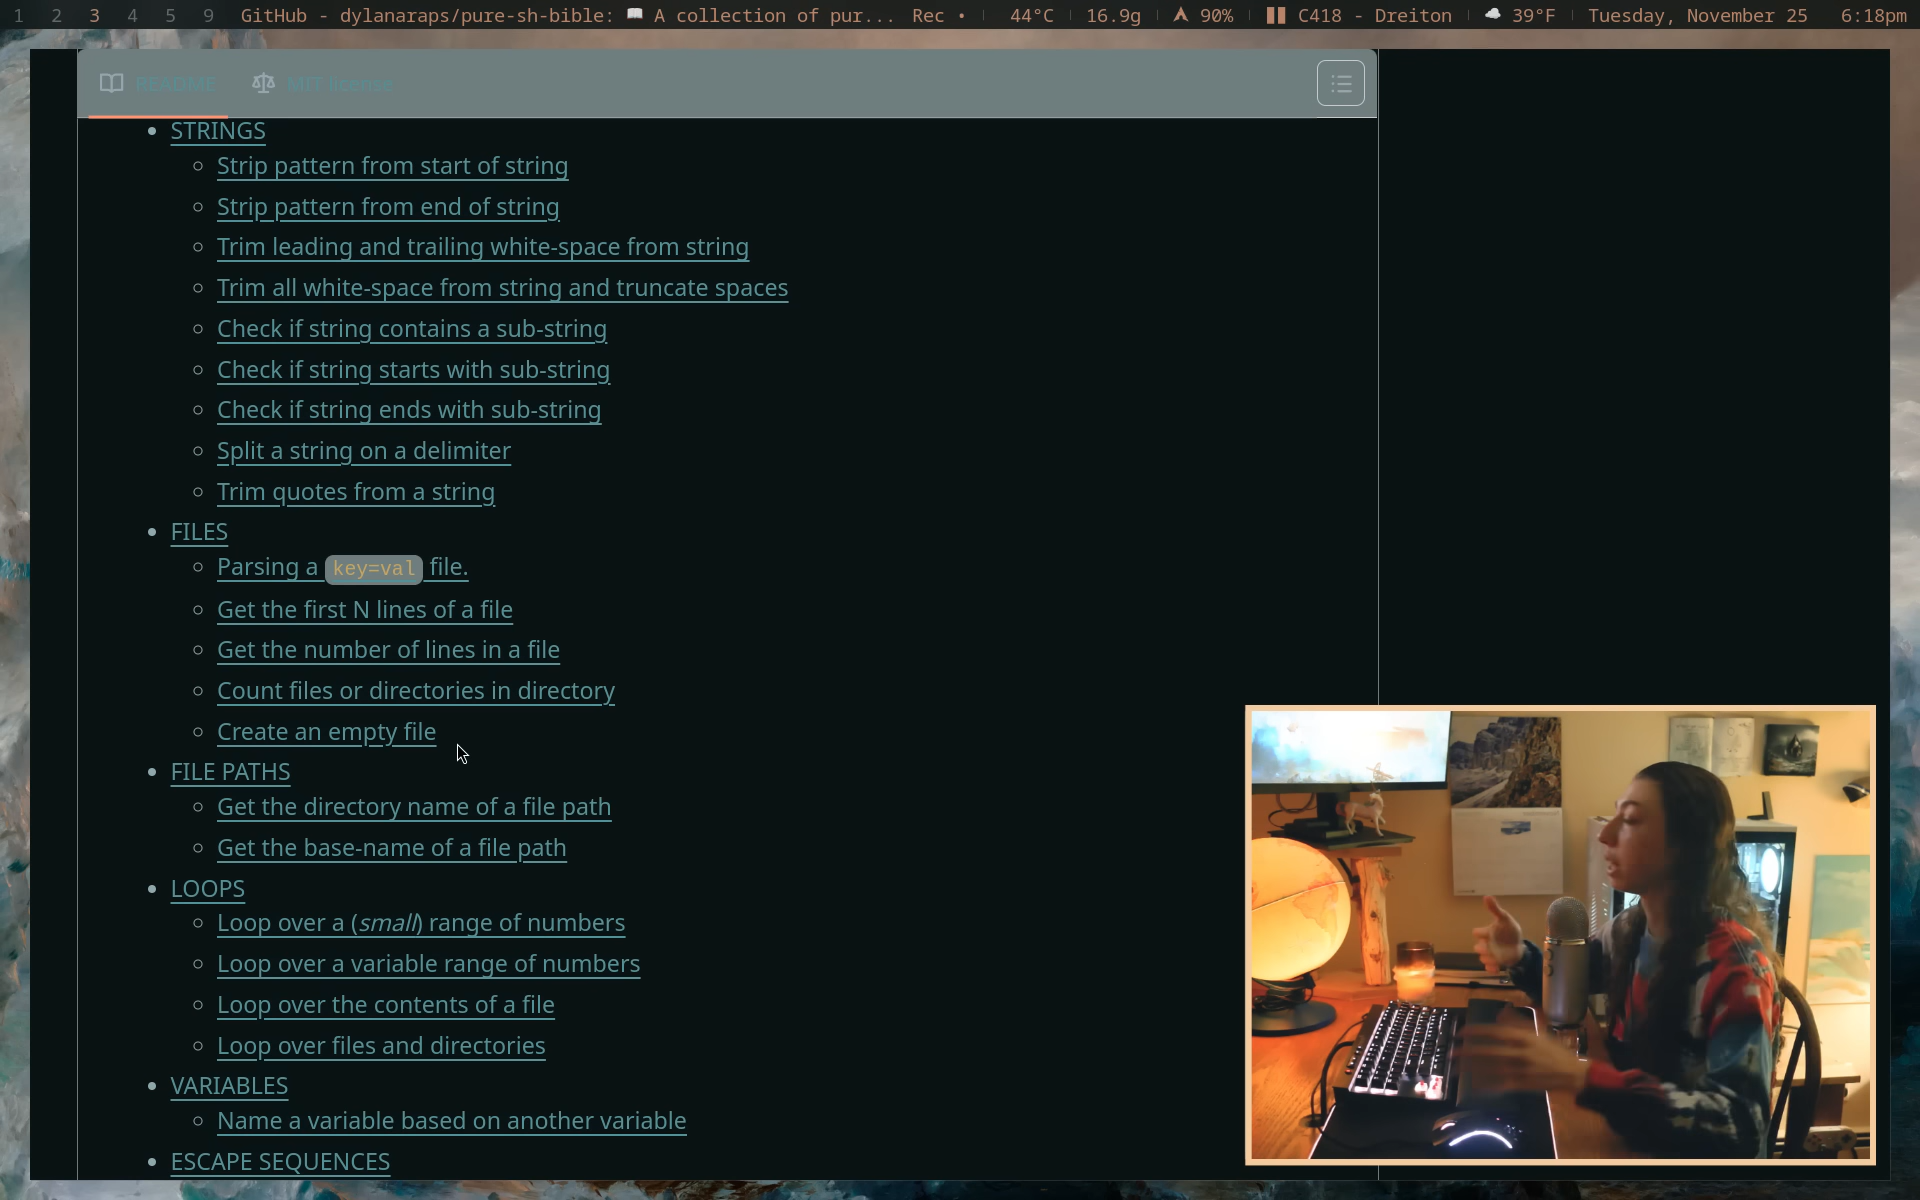 1 2 3 4 5 9 GitHub - dylanaraps/pure-sh-bible: 📖 A collection of pur... Rec • 44°C 16.9g 90% C418 - Dreiton 39°F Tuesday, November 25 6:18pm
README MIT license
STRINGS
Strip pattern from start of string
Strip pattern from end of string
Trim leading and trailing white-space from string
Trim all white-space from string and truncate spaces
Check if string contains a sub-string
Check if string starts with sub-string
Check if string ends with sub-string
Split a string on a delimiter
Trim quotes from a string
FILES
Parsing a key=val file.
Get the first N lines of a file
Get the number of lines in a file
Count files or directories in directory
Create an empty file
FILE PATHS
Get the directory name of a file path
Get the base-name of a file path
LOOPS
Loop over a (small) range of numbers
Loop over a variable range of numbers
Loop over the contents of a file
Loop over files and directories
VARIABLES
Name a variable based on another variable
ESCAPE SEQUENCES